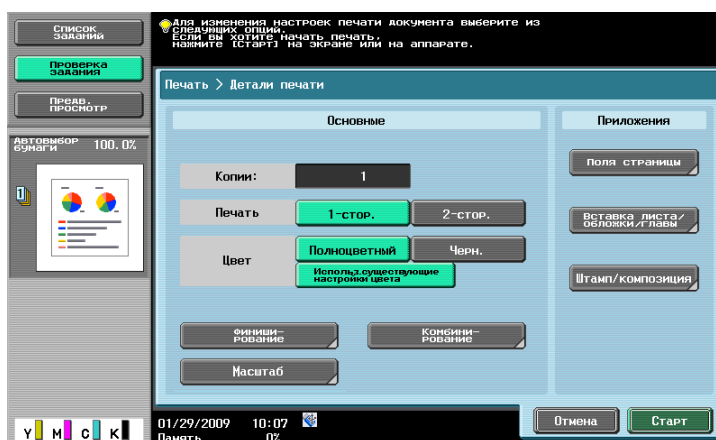 Список
заданий
Проверка
задания
Предв.
просмотр
Автовыбор
бумаги
100.0%
1
Для изменения настроек печати документа выберите из
следующих опций.
Если вы хотите начать печать,
нажмите [Старт] на экране или на аппарате.
Печать > Детали печати
Основные
Копии:
1
Печать
1-стор.
2-стор.
Цвет
Полноцветный
Черн.
Использ.существующие
настройки цвета
Финиши-
рование
Комбини-
рование
Масштаб
Приложения
Поля страницы
Вставка листа/
обложки/главы
Штамп/композиция
Y M C K
01/29/2009 10:07
Память 0%
Отмена
Старт